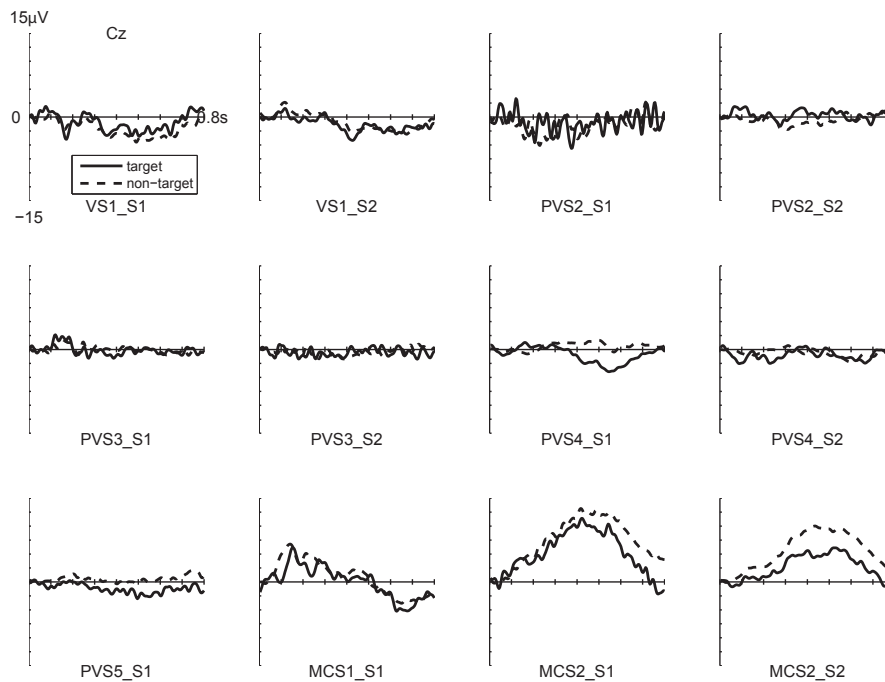 15μV
Cz
0
0.8s
target
non−target
−15
VS1_S1
VS1_S2
PVS2_S1
PVS2_S2
PVS3_S1
PVS3_S2
PVS4_S1
PVS4_S2
PVS5_S1
MCS1_S1
MCS2_S1
MCS2_S2